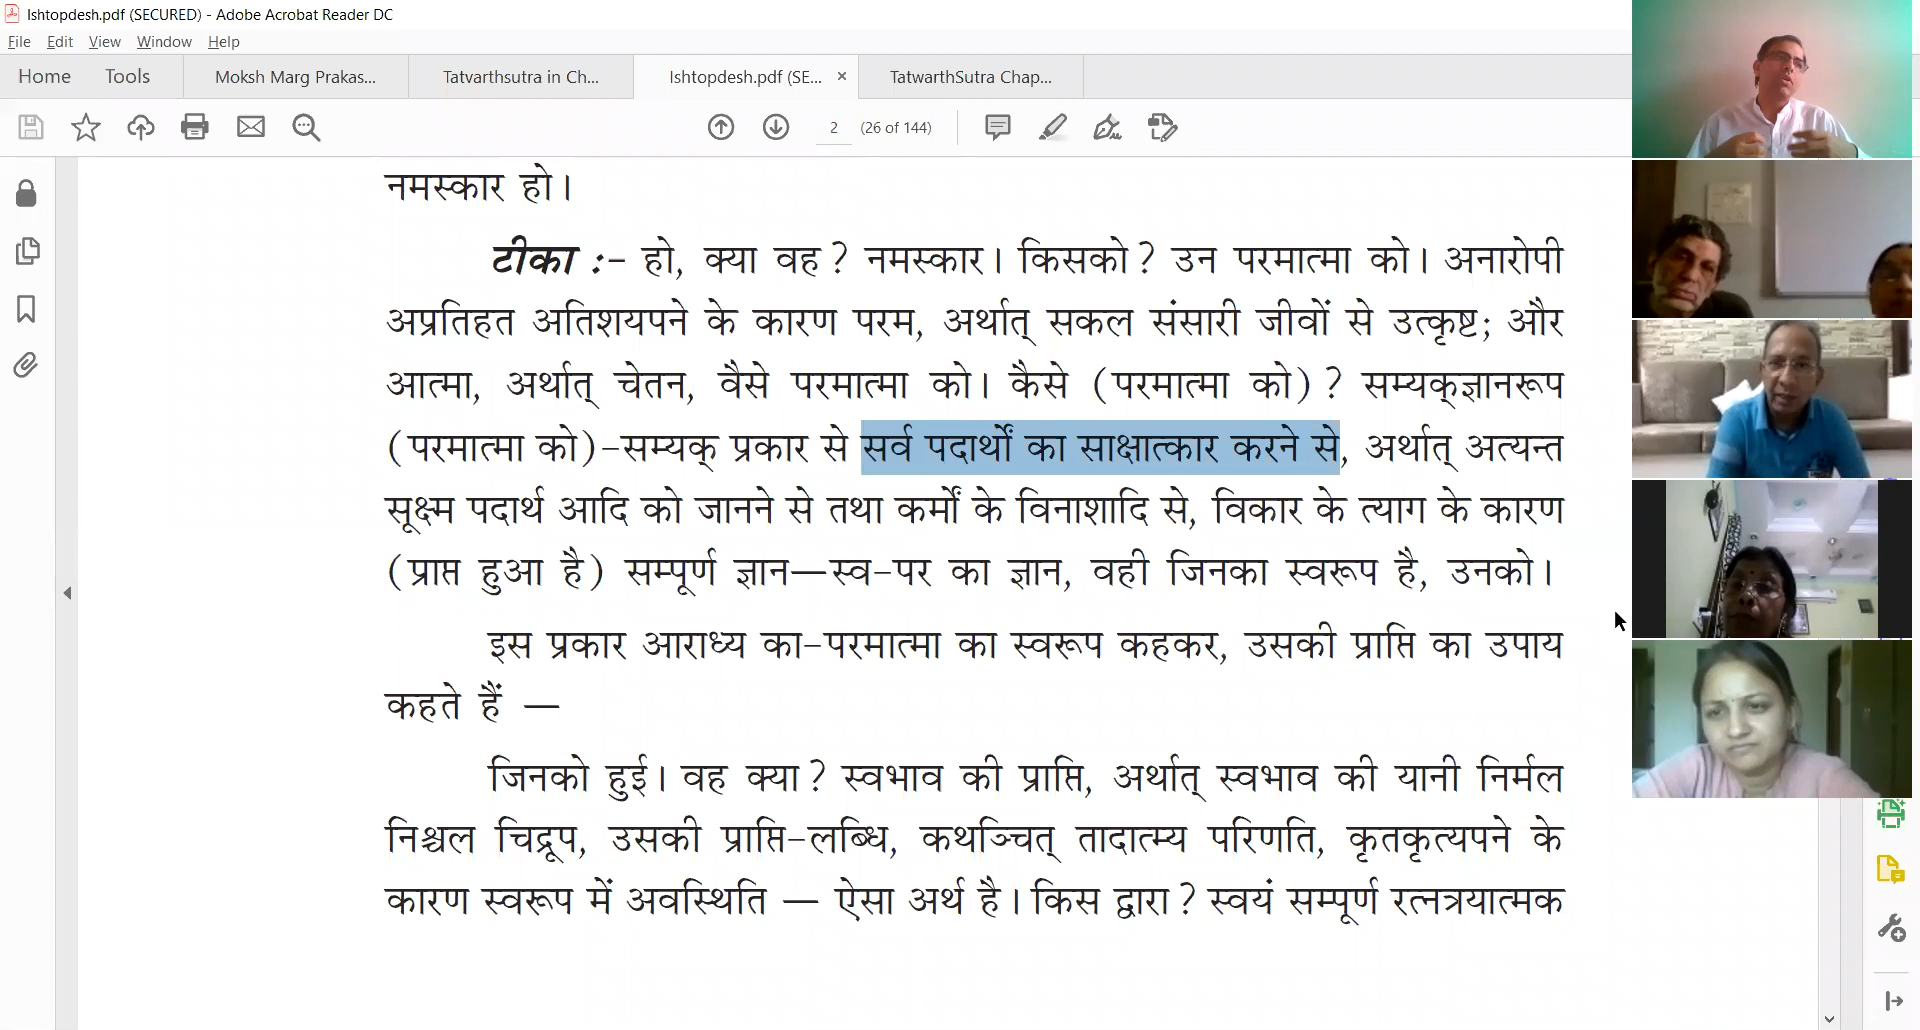 Ishtopdesh.pdf (SECURED) - Adobe Acrobat Reader DC
File Edit View Window Help
Home Tools Moksh Marg Prakas... Tatvarthsutra in Ch... Ishtopdesh.pdf (SE... × TatwarthSutra Chap...
2 (26 of 144)
नमस्कार हो।
टीका :- हो, क्या वह ? नमस्कार। किसको ? उन परमात्मा को। अनारोपी
अप्रतिहत अतिशयपने के कारण परम, अर्थात् सकल संसारी जीवों से उत्कृष्ट; और
आत्मा, अर्थात् चेतन, वैसे परमात्मा को। कैसे (परमात्मा को) ? सम्यक्ज्ञानरूप
(परमात्मा को)-सम्यक् प्रकार से सर्व पदार्थों का साक्षात्कार करने से, अर्थात् अत्यन्त
सूक्ष्म पदार्थ आदि को जानने से तथा कर्मों के विनाशादि से, विकार के त्याग के कारण
(प्राप्त हुआ है) सम्पूर्ण ज्ञान—स्व-पर का ज्ञान, वही जिनका स्वरूप है, उनको।
इस प्रकार आराध्य का-परमात्मा का स्वरूप कहकर, उसकी प्राप्ति का उपाय
कहते हैं —
जिनको हुई। वह क्या ? स्वभाव की प्राप्ति, अर्थात् स्वभाव की यानी निर्मल
निश्चल चिद्रूप, उसकी प्राप्ति-लब्धि, कथञ्चित् तादात्म्य परिणति, कृतकृत्यपने के
कारण स्वरूप में अवस्थिति — ऐसा अर्थ है। किस द्वारा ? स्वयं सम्पूर्ण रत्नत्रयात्मक